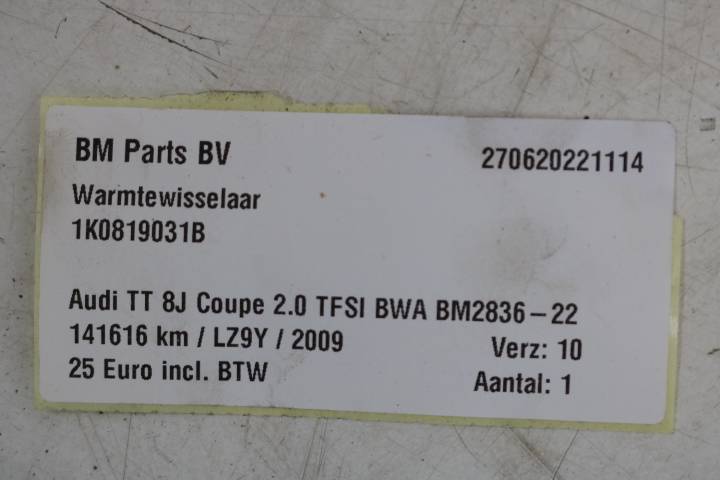 BM Parts BV 270620221114
Warmtewisselaar
1K0819031B
Audi TT 8J Coupe 2.0 TFSI BWA BM2836-22
141616 km / LZ9Y / 2009 Verz: 10
25 Euro incl. BTW Aantal: 1